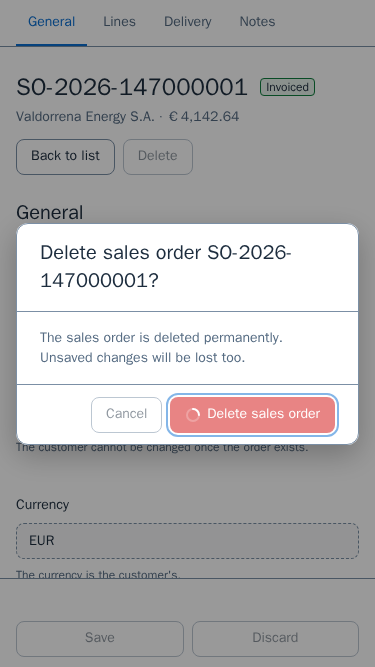 General Lines Delivery Notes
SO-2026-147000001 Invoiced
Valdorrena Energy S.A. · € 4,142.64
Back to list Delete
General
Delete sales order SO-2026-
147000001?
The sales order is deleted permanently.
Unsaved changes will be lost too.
Cancel Delete sales order
The customer cannot be changed once the order exists.
Currency
EUR
The currency is the customer's.
Save Discard